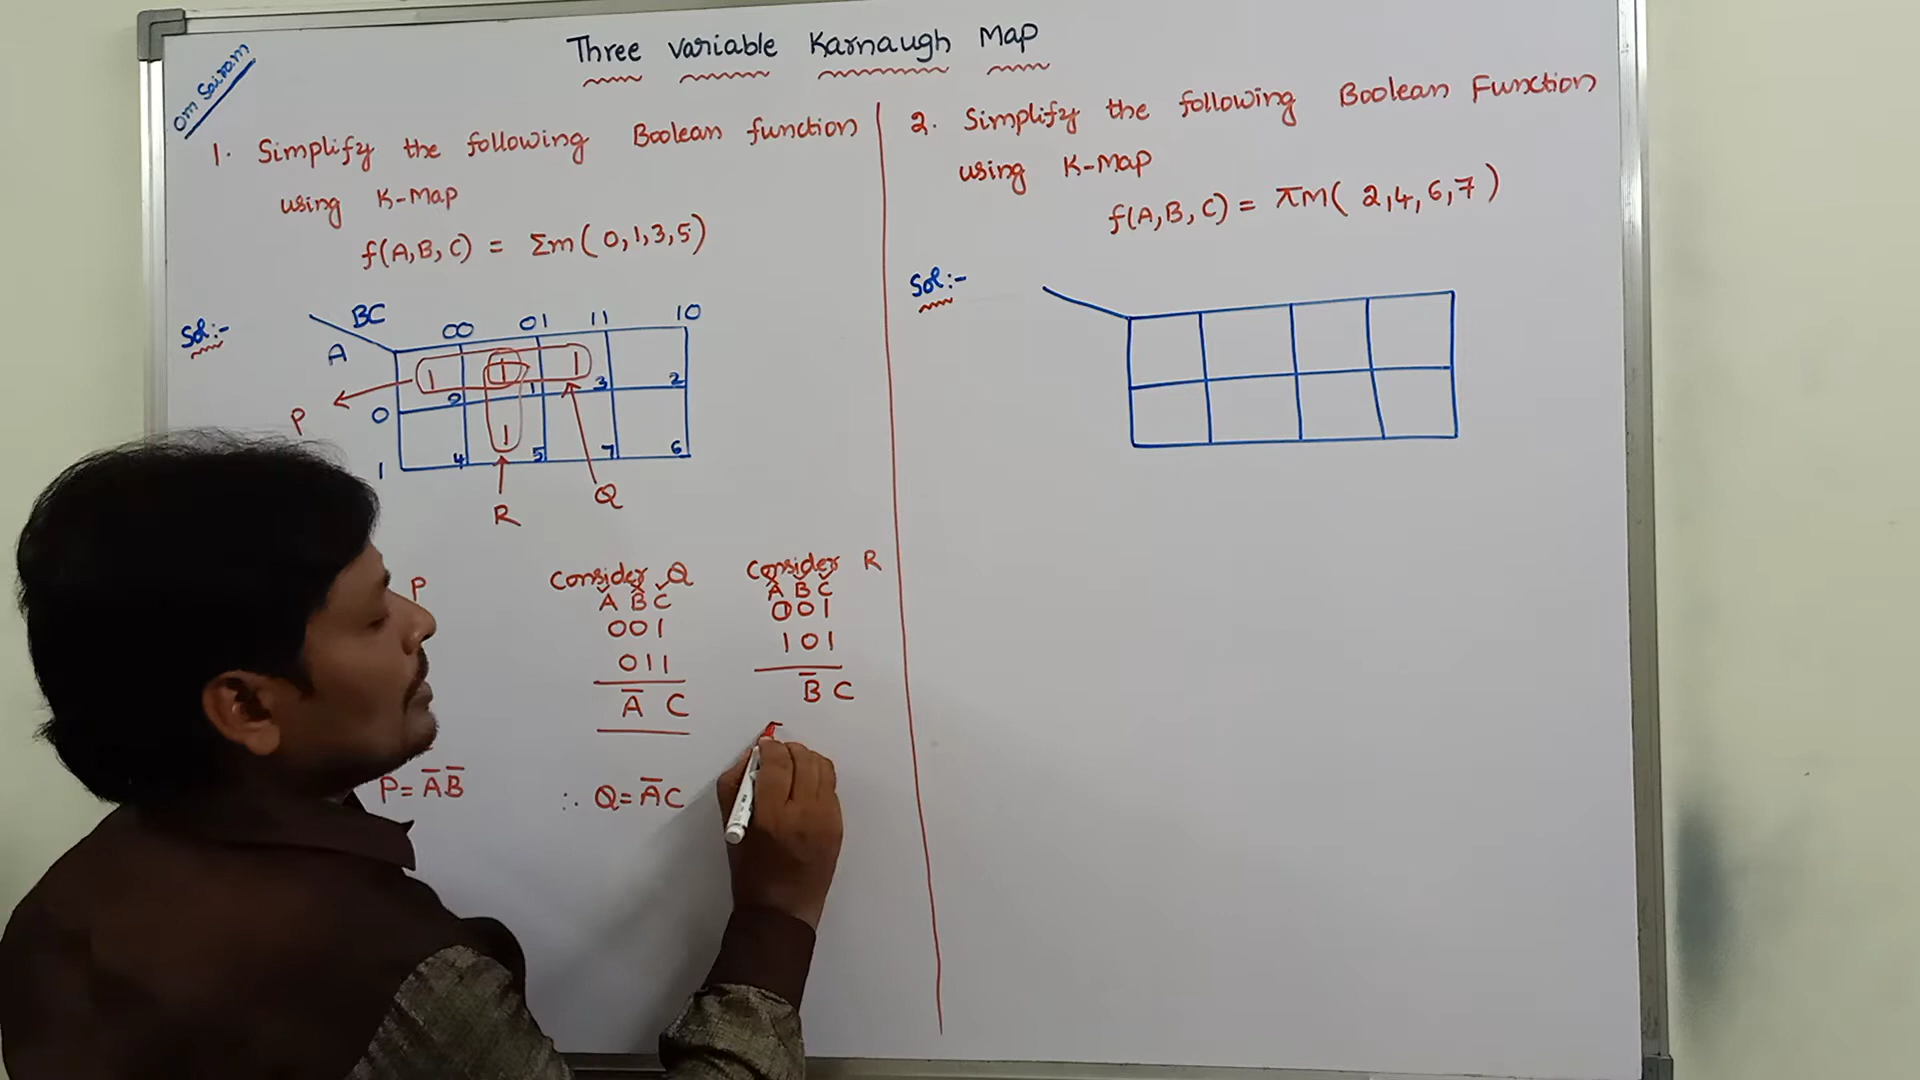 Om Sairam
Three Variable Karnaugh Map
1. Simplify the following Boolean function
using K-Map
f(A,B,C) = Σm( 0,1,3,5)
Sol:-
BC
A
00 01 11 10
0 1 1 1
0 1 3 2
1 1
4 5 7 6
P
R
Q
P
P= A̅B̅
Consider Q
A B C
0 0 1
0 1 1
A̅ C
∴ Q= A̅C
Consider R
A B C
0 0 1
1 0 1
B̅ C
2. Simplify the following Boolean Function
using K-Map
f(A,B,C) = πM( 2,4,6,7)
Sol:-